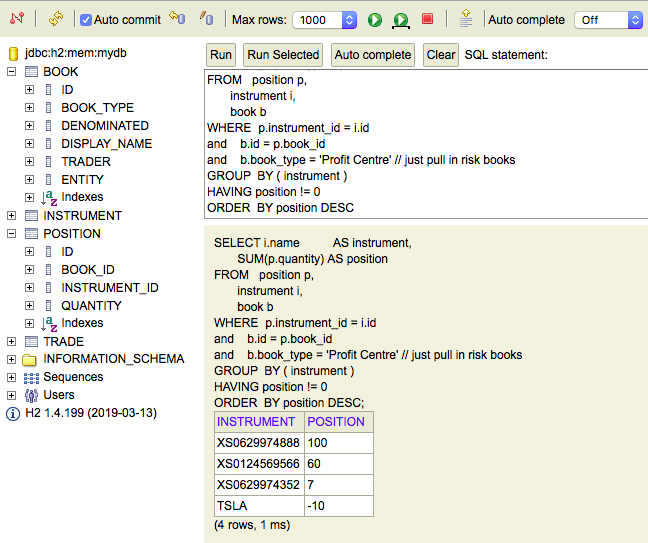 Auto commit
Max rows:
1000
Auto complete
Off
jdbc:h2:mem:mydb
BOOK
ID
BOOK_TYPE
DENOMINATED
DISPLAY_NAME
TRADER
ENTITY
Indexes
INSTRUMENT
POSITION
ID
BOOK_ID
INSTRUMENT_ID
QUANTITY
Indexes
TRADE
INFORMATION_SCHEMA
Sequences
Users
H2 1.4.199 (2019-03-13)
Run Run Selected Auto complete Clear SQL statement:
FROM position p,
instrument i,
book b
WHERE p.instrument_id = i.id
and b.id = p.book_id
and b.book_type = 'Profit Centre' // just pull in risk books
GROUP BY ( instrument )
HAVING position != 0
ORDER BY position DESC
SELECT i.name AS instrument,
SUM(p.quantity) AS position
FROM position p,
instrument i,
book b
WHERE p.instrument_id = i.id
and b.id = p.book_id
and b.book_type = 'Profit Centre' // just pull in risk books
GROUP BY ( instrument )
HAVING position != 0
ORDER BY position DESC;
INSTRUMENT POSITION
XS0629974888 100
XS0124569566 60
XS0629974352 7
TSLA -10
(4 rows, 1 ms)